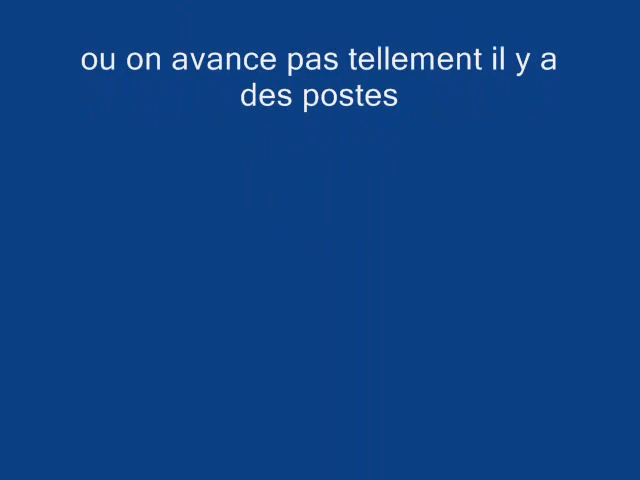 ou on avance pas tellement il y a
des postes